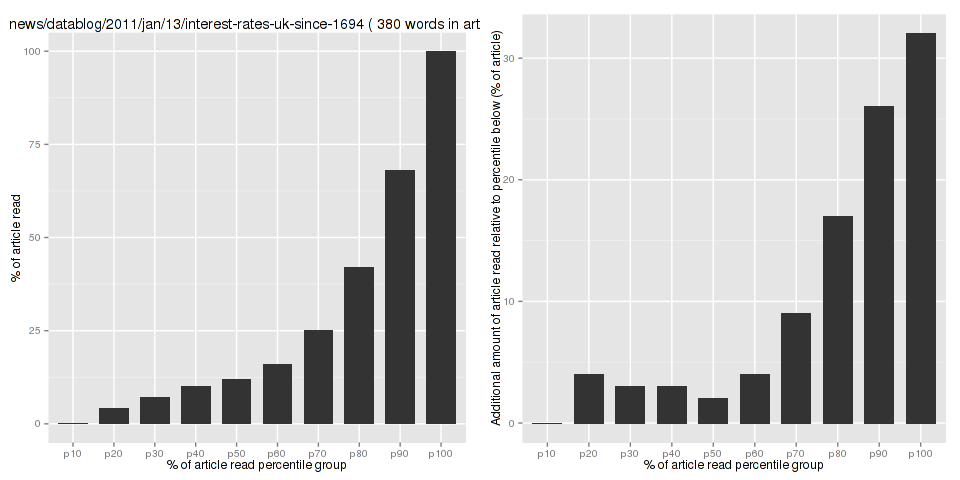 news/datablog/2011/jan/13/interest-rates-uk-since-1694 ( 380 words in art
% of article read
100
75
50
25
0
p10 p20 p30 p40 p50 p60 p70 p80 p90 p100
% of article read percentile group
Additional amount of article read relative to percentile below (% of article)
30
20
10
0
p10 p20 p30 p40 p50 p60 p70 p80 p90 p100
% of article read percentile group